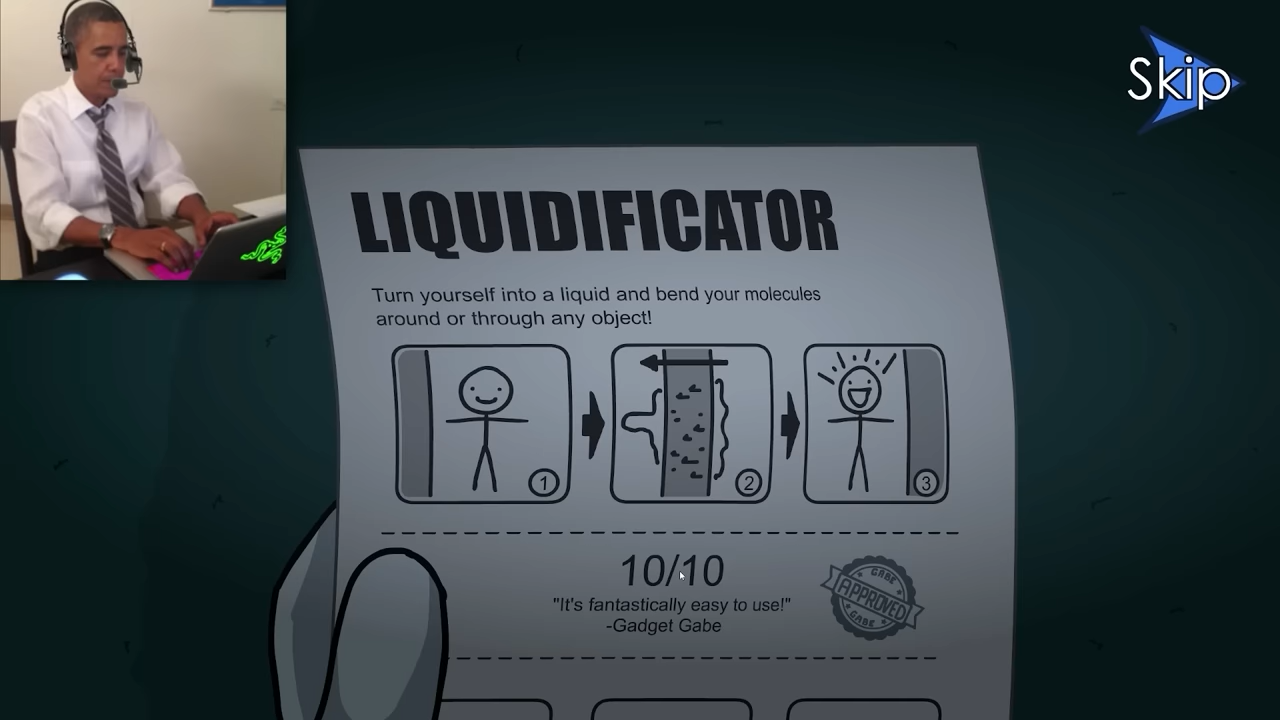 Skip
LIQUIDIFICATOR
Turn yourself into a liquid and bend your molecules
around or through any object!
1
2
3
10/10
"It's fantastically easy to use!"
-Gadget Gabe
GABE
APPROVED
GABE